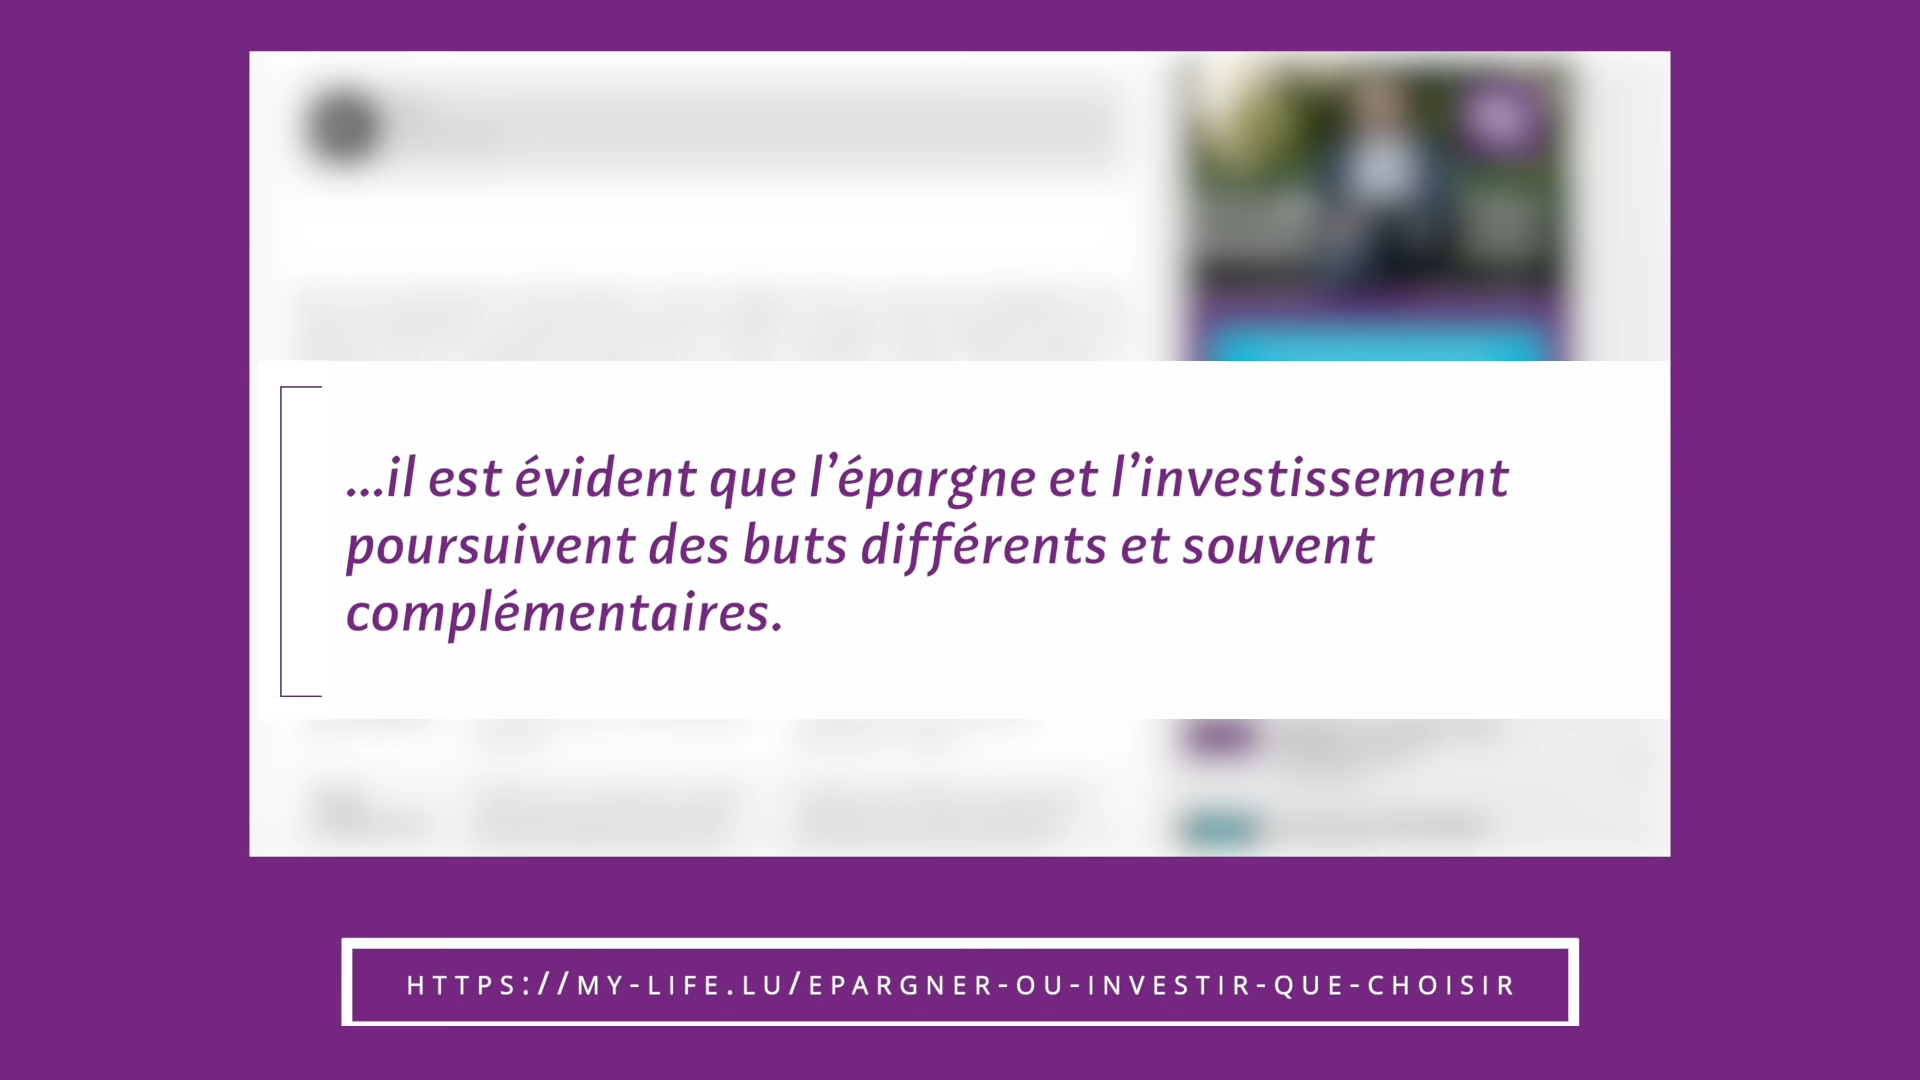 ...il est évident que l’épargne et l’investissement
poursuivent des buts différents et souvent
complémentaires.
HTTPS://MY-LIFE.LU/EPARGNER-OU-INVESTIR-QUE-CHOISIR